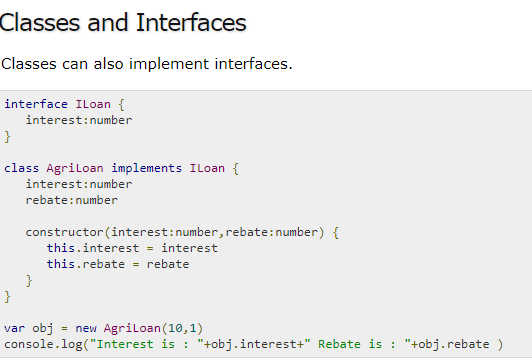 Classes and Interfaces
Classes can also implement interfaces.
interface ILoan {
   interest:number
}
class AgriLoan implements ILoan {
   interest:number
   rebate:number
   constructor(interest:number,rebate:number) {
      this.interest = interest
      this.rebate = rebate
   }
}
var obj = new AgriLoan(10,1)
console.log("Interest is : "+obj.interest+" Rebate is : "+obj.rebate )